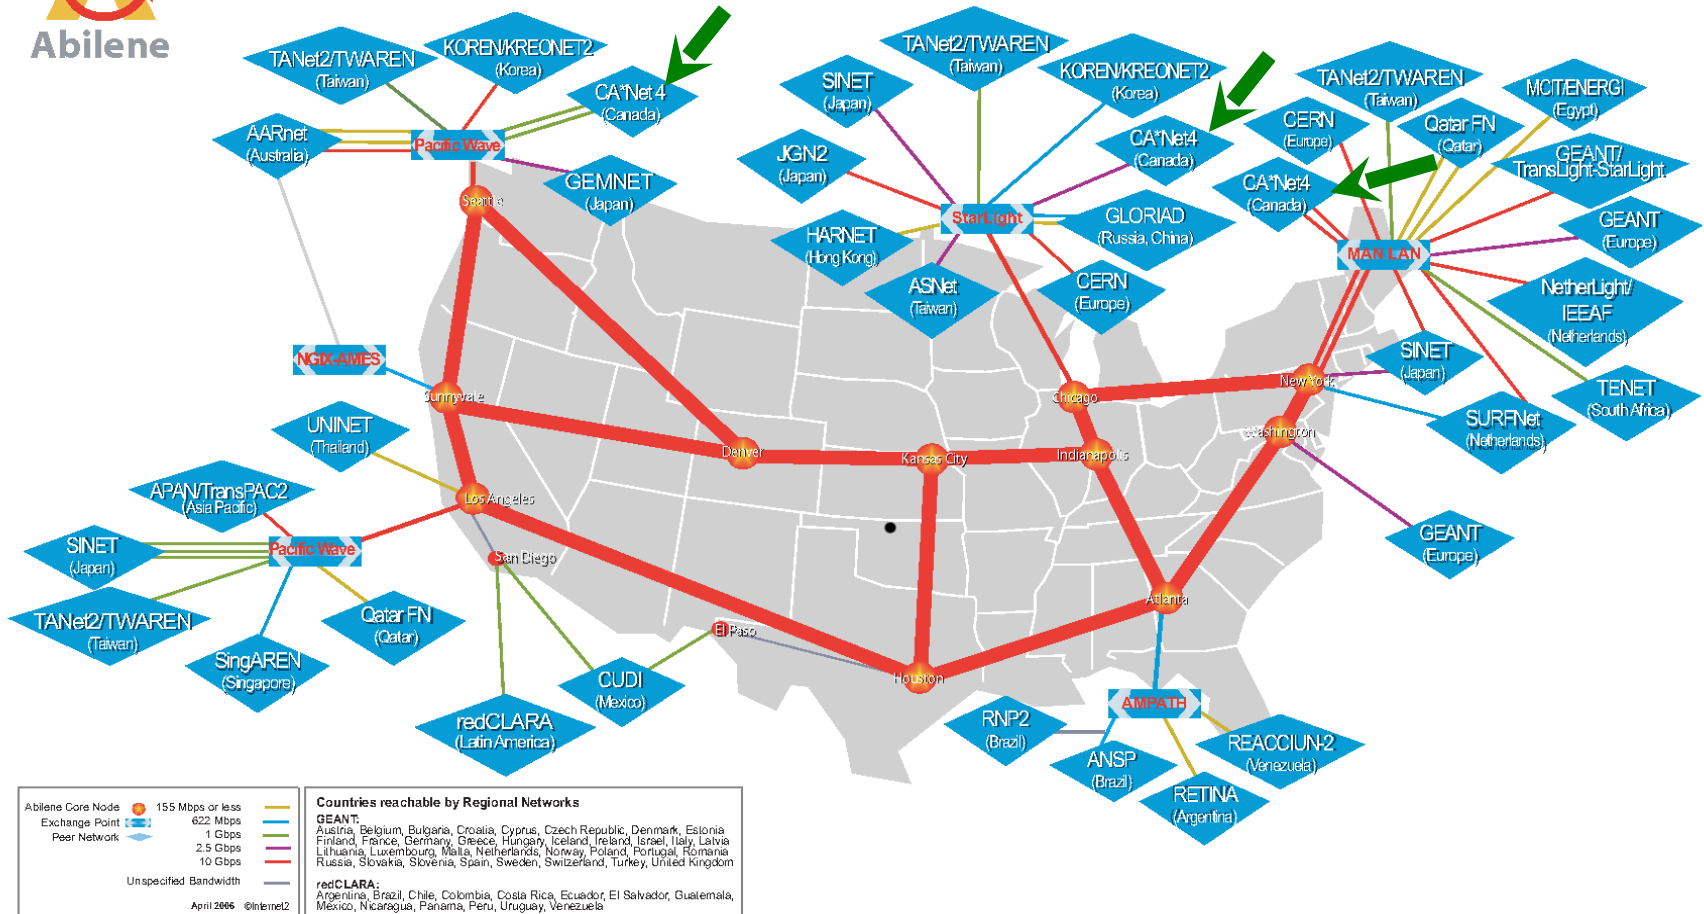 Abilene
TANet2/TWAREN
(Taiwan)
KOREN/KREONET2
(Korea)
CA*Net 4
(Canada)
AARnet
(Australia)
Pacific Wave
GEMNET
(Japan)
Seattle
SINET
(Japan)
TANet2/TWAREN
(Taiwan)
KOREN/KREONET2
(Korea)
JGN2
(Japan)
CA*Net4
(Canada)
StarLight
GLORIAD
(Russia, China)
HARNET
(Hong Kong)
ASNet
(Taiwan)
CERN
(Europe)
TANet2/TWAREN
(Taiwan)
MCIT/ENERGI
(Egypt)
CERN
(Europe)
Qatar FN
(Qatar)
GEANT/
TransLight-StarLight
CA*Net4
(Canada)
GEANT
(Europe)
MAN LAN
NetherLight/
IEEAF
(Netherlands)
SINET
(Japan)
TENET
(South Africa)
SURFNet
(Netherlands)
NGIX-AMES
Sunnyvale
Chicago
New York
Washington
UNINET
(Thailand)
Denver
Kansas City
Indianapolis
Los Angeles
APAN/TransPAC2
(Asia Pacific)
SINET
(Japan)
Pacific Wave
San Diego
GEANT
(Europe)
TANet2/TWAREN
(Taiwan)
Qatar FN
(Qatar)
SingAREN
(Singapore)
El Paso
Atlanta
CUDI
(Mexico)
Houston
redCLARA
(Latin America)
AMPATH
RNP2
(Brazil)
ANSP
(Brazil)
REACCIUN-2
(Venezuela)
RETINA
(Argentina)
Abilene Core Node
Exchange Point
Peer Network
155 Mbps or less
622 Mbps
1 Gbps
2.5 Gbps
10 Gbps
Unspecified Bandwidth
April 2006 ©Internet2
Countries reachable by Regional Networks
GEANT:
Austria, Belgium, Bulgaria, Croatia, Cyprus, Czech Republic, Denmark, Estonia
Finland, France, Germany, Greece, Hungary, Iceland, Ireland, Israel, Italy, Latvia
Lithuania, Luxembourg, Malta, Netherlands, Norway, Poland, Portugal, Romania
Russia, Slovakia, Slovenia, Spain, Sweden, Switzerland, Turkey, United Kingdom
redCLARA:
Argentina, Brazil, Chile, Colombia, Costa Rica, Ecuador, El Salvador, Guatemala,
Mexico, Nicaragua, Panama, Peru, Uruguay, Venezuela